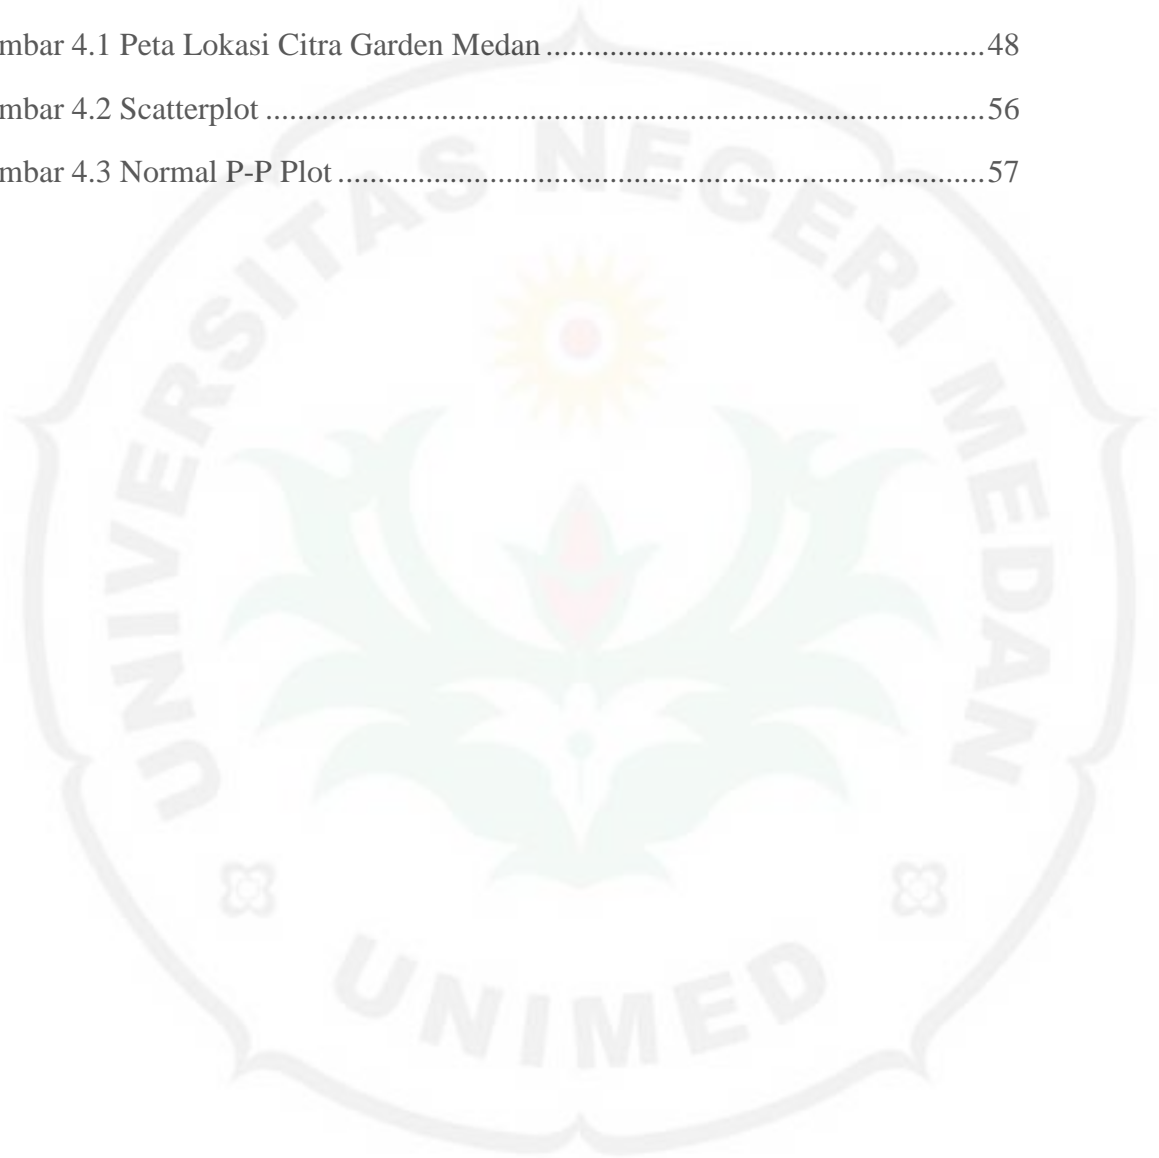 mbar 4.1 Peta Lokasi Citra Garden Medan ................................................ 48
mbar 4.2 Scatterplot ............................................................................ 56
mbar 4.3 Normal P-P Plot .................................................................... 57
UNIVERSITAS NEGERI MEDAN
UNIMED